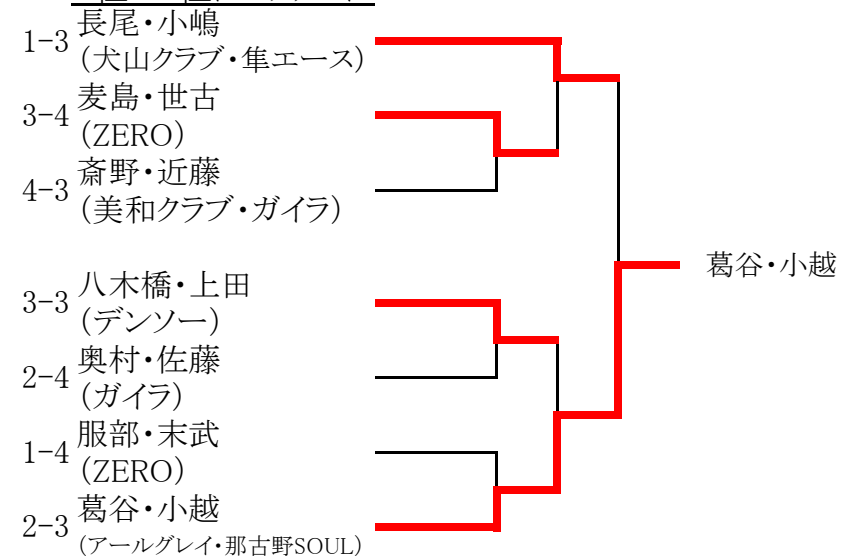 1-3 長尾・小嶋
(犬山クラブ・隼エース)
3-4 麦島・世古
(ZERO)
4-3 斎野・近藤
(美和クラブ・ガイラ)
3-3 八木橋・上田
(デンソー)
2-4 奥村・佐藤
(ガイラ)
1-4 服部・末武
(ZERO)
2-3 葛谷・小越
(アールグレイ・那古野SOUL)
葛谷・小越